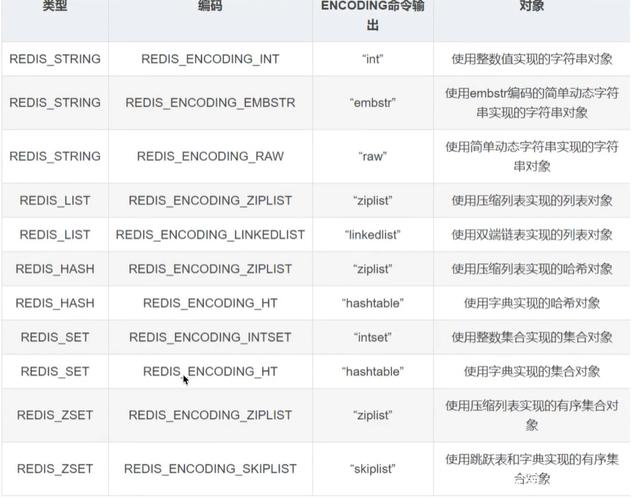 类型 编码 ENCODING命令输 对象
出
REDIS_STRING REDIS_ENCODING_INT “int” 使用整数值实现的字符串对象
REDIS_STRING REDIS_ENCODING_EMBSTR “embstr” 使用embstr编码的简单动态字符
串实现的字符串对象
REDIS_STRING REDIS_ENCODING_RAW “raw” 使用简单动态字符串实现的字符
串对象
REDIS_LIST REDIS_ENCODING_ZIPLIST “ziplist” 使用压缩列表实现的列表对象
REDIS_LIST REDIS_ENCODING_LINKEDLIST “linkedlist” 使用双端链表实现的列表对象
REDIS_HASH REDIS_ENCODING_ZIPLIST “ziplist” 使用压缩列表实现的哈希对象
REDIS_HASH REDIS_ENCODING_HT “hashtable” 使用字典实现的哈希对象
REDIS_SET REDIS_ENCODING_INTSET “intset” 使用整数集合实现的集合对象
REDIS_SET REDIS_ENCODING_HT “hashtable” 使用字典实现的集合对象
REDIS_ZSET REDIS_ENCODING_ZIPLIST “ziplist” 使用压缩列表实现的有序集合对
象
REDIS_ZSET REDIS_ENCODING_SKIPLIST “skiplist” 使用跳跃表和字典实现的有序集
合对象